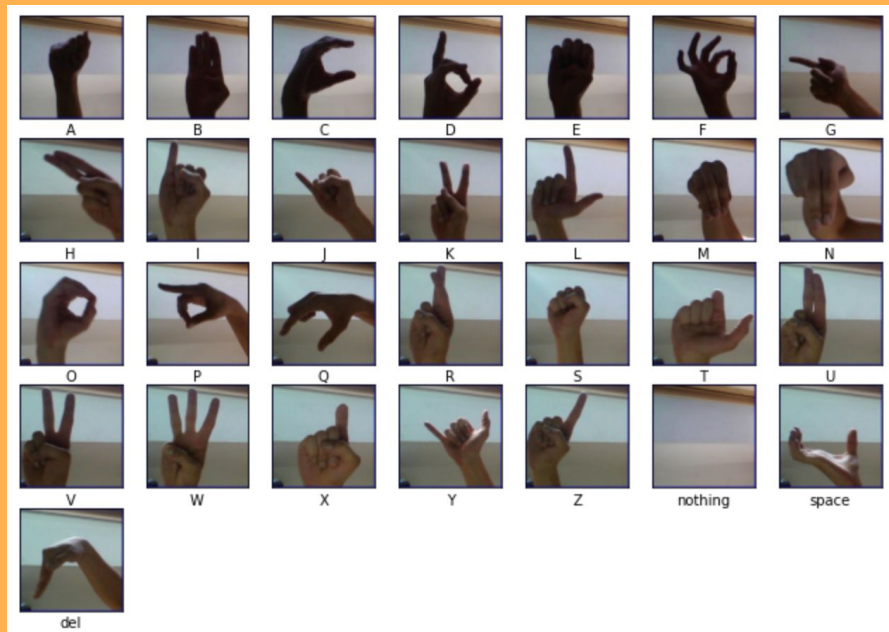 A B C D E F G
H I J K L M N
O P Q R S T U
V W X Y Z nothing space
del